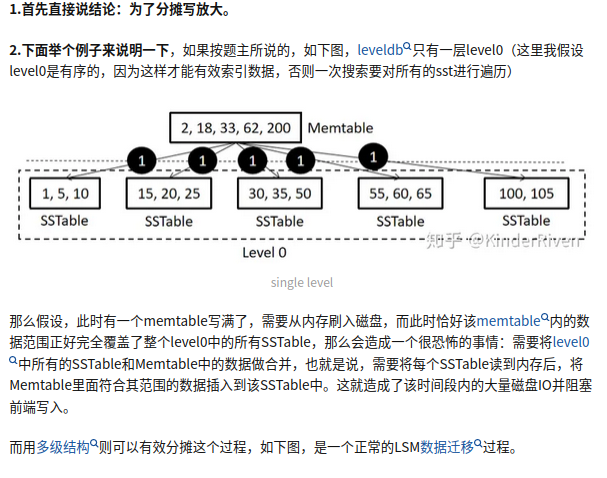 1.首先直接说结论：为了分摊写放大。
2.下面举个例子来说明一下，如果按题主所说的，如下图，leveldb只有一层level0（这里我假设
level0是有序的，因为这样才能有效索引数据，否则一次搜索要对所有的sst进行遍历）
2, 18, 33, 62, 200 Memtable
1 1 1 1 1
1, 5, 10 15, 20, 25 30, 35, 50 55, 60, 65 100, 105
SSTable SSTable SSTable SSTable SSTable
知乎 @KinderRiven
Level 0
single level
那么假设，此时有一个memtable写满了，需要从内存刷入磁盘，而此时恰好该memtable内的数
据范围正好完全覆盖了整个level0中的所有SSTable，那么会造成一个很恐怖的事情：需要将level0
中所有的SSTable和Memtable中的数据做合并，也就是说，需要将每个SSTable读到内存后，将
Memtable里面符合其范围的数据插入到该SSTable中。这就造成了该时间段内的大量磁盘IO并阻塞
前端写入。
而用多级结构则可以有效分摊这个过程，如下图，是一个正常的LSM数据迁移过程。